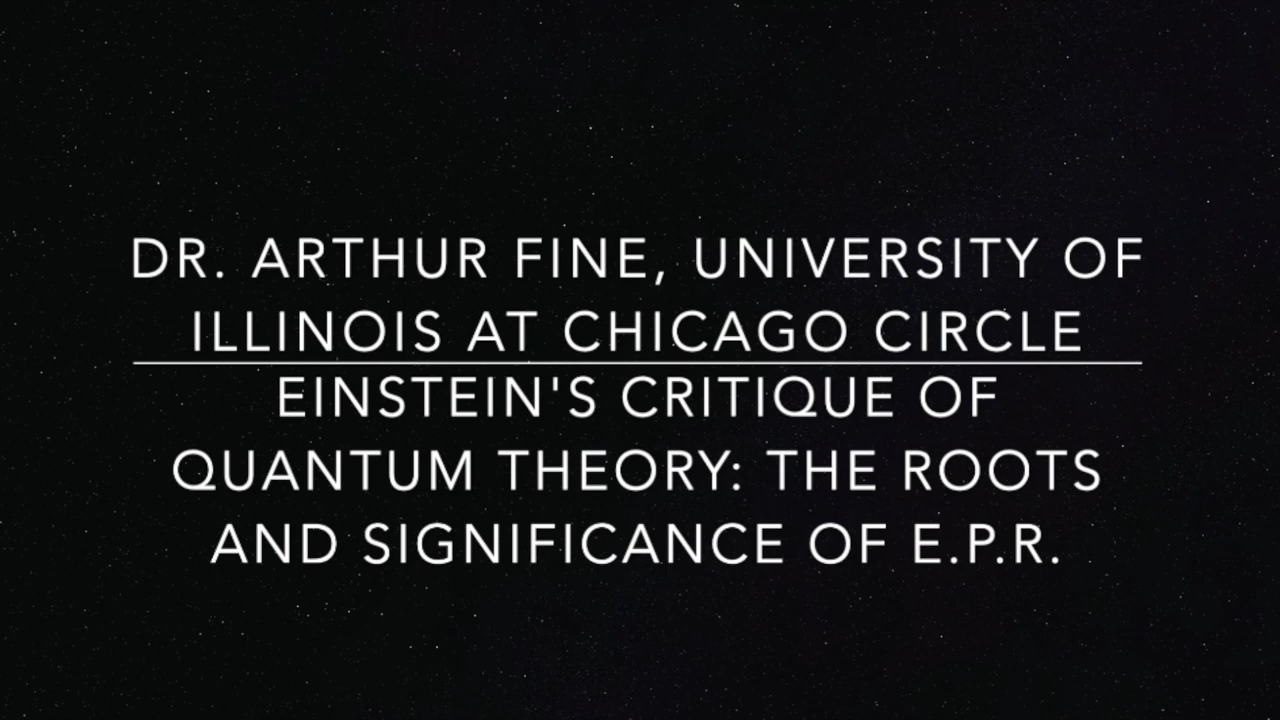 DR. ARTHUR FINE, UNIVERSITY OF
ILLINOIS AT CHICAGO CIRCLE
EINSTEIN'S CRITIQUE OF
QUANTUM THEORY: THE ROOTS
AND SIGNIFICANCE OF E.P.R.